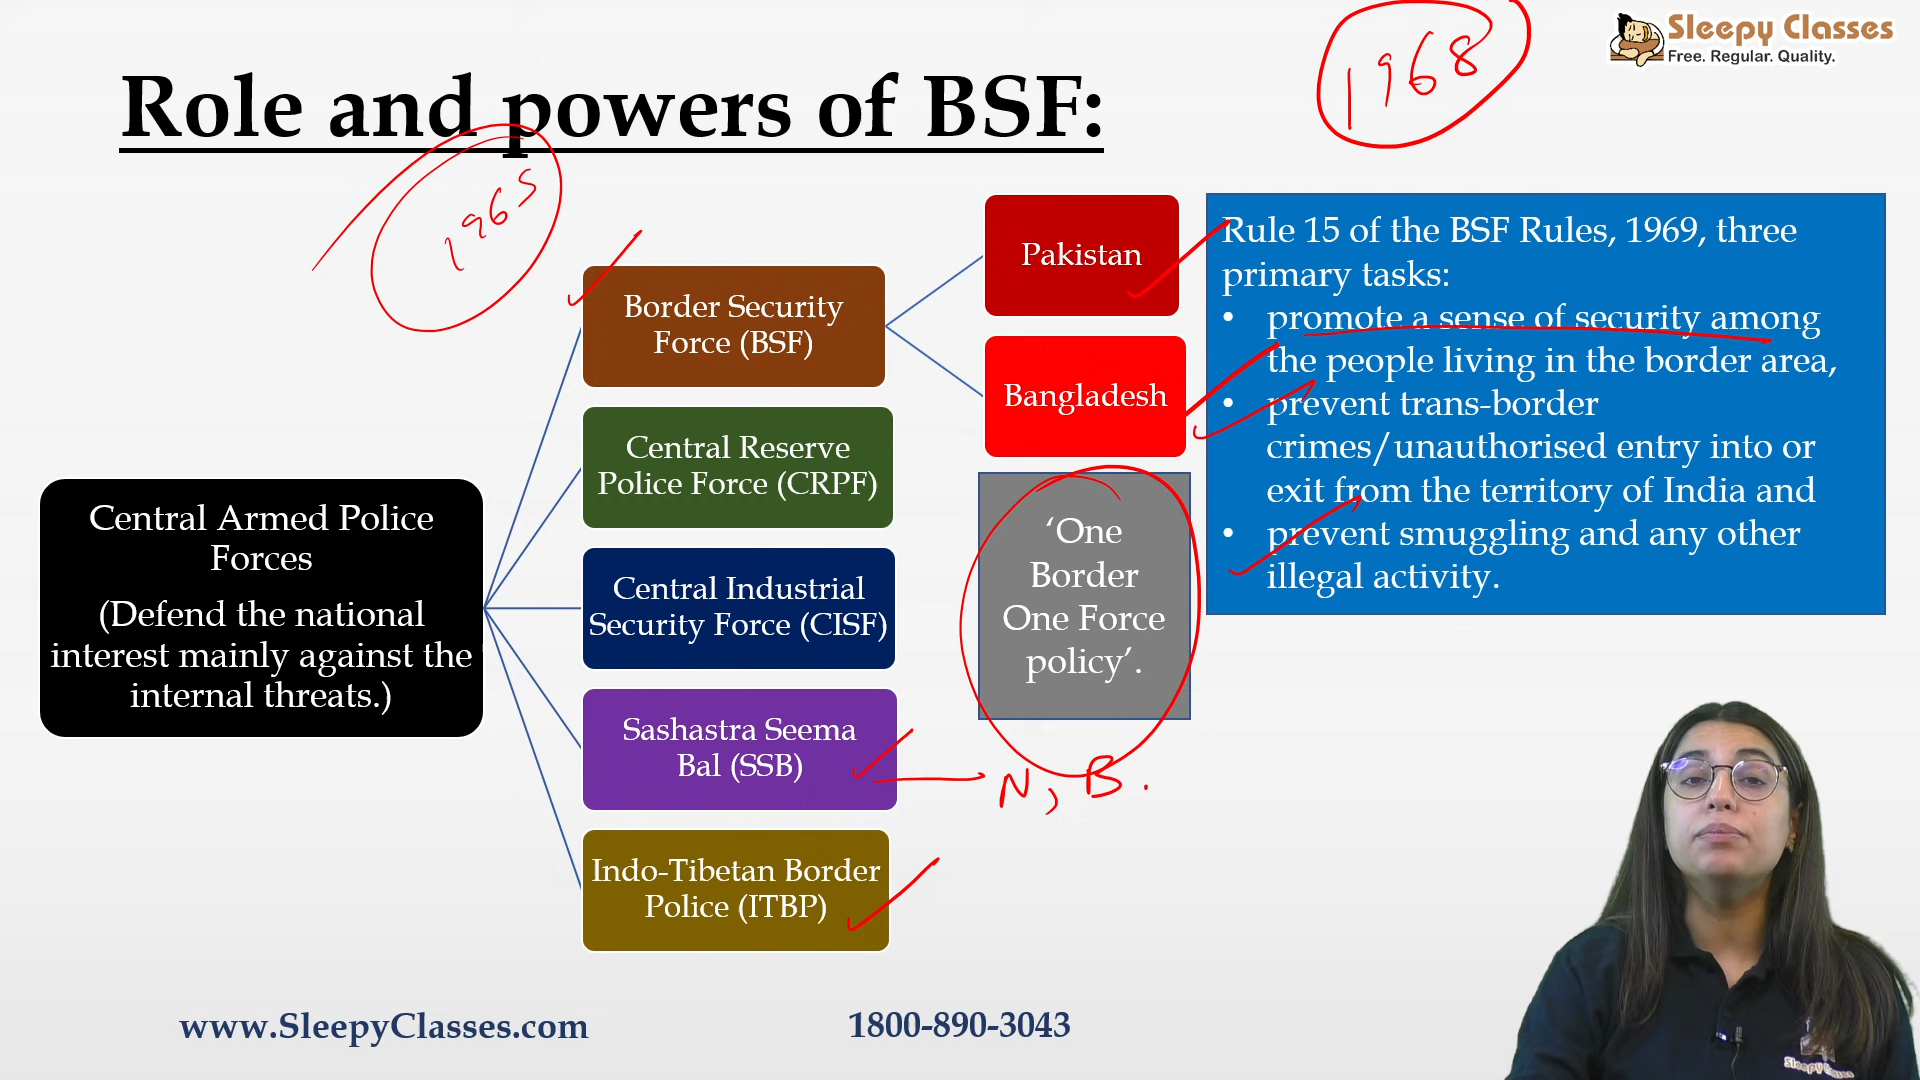 1968
Sleepy Classes
Free. Regular. Quality.
Role and powers of BSF:
1965
Central Armed Police
Forces
(Defend the national
interest mainly against the
internal threats.)
Border Security
Force (BSF)
Central Reserve
Police Force (CRPF)
Central Industrial
Security Force (CISF)
Sashastra Seema
Bal (SSB)
Indo-Tibetan Border
Police (ITBP)
Pakistan
Bangladesh
‘One
Border
One Force
policy’.
N, B.
Rule 15 of the BSF Rules, 1969, three
primary tasks:
• promote a sense of security among
the people living in the border area,
• prevent trans-border
crimes/unauthorised entry into or
exit from the territory of India and
• prevent smuggling and any other
illegal activity.
www.SleepyClasses.com
1800-890-3043
Sleepy Classes